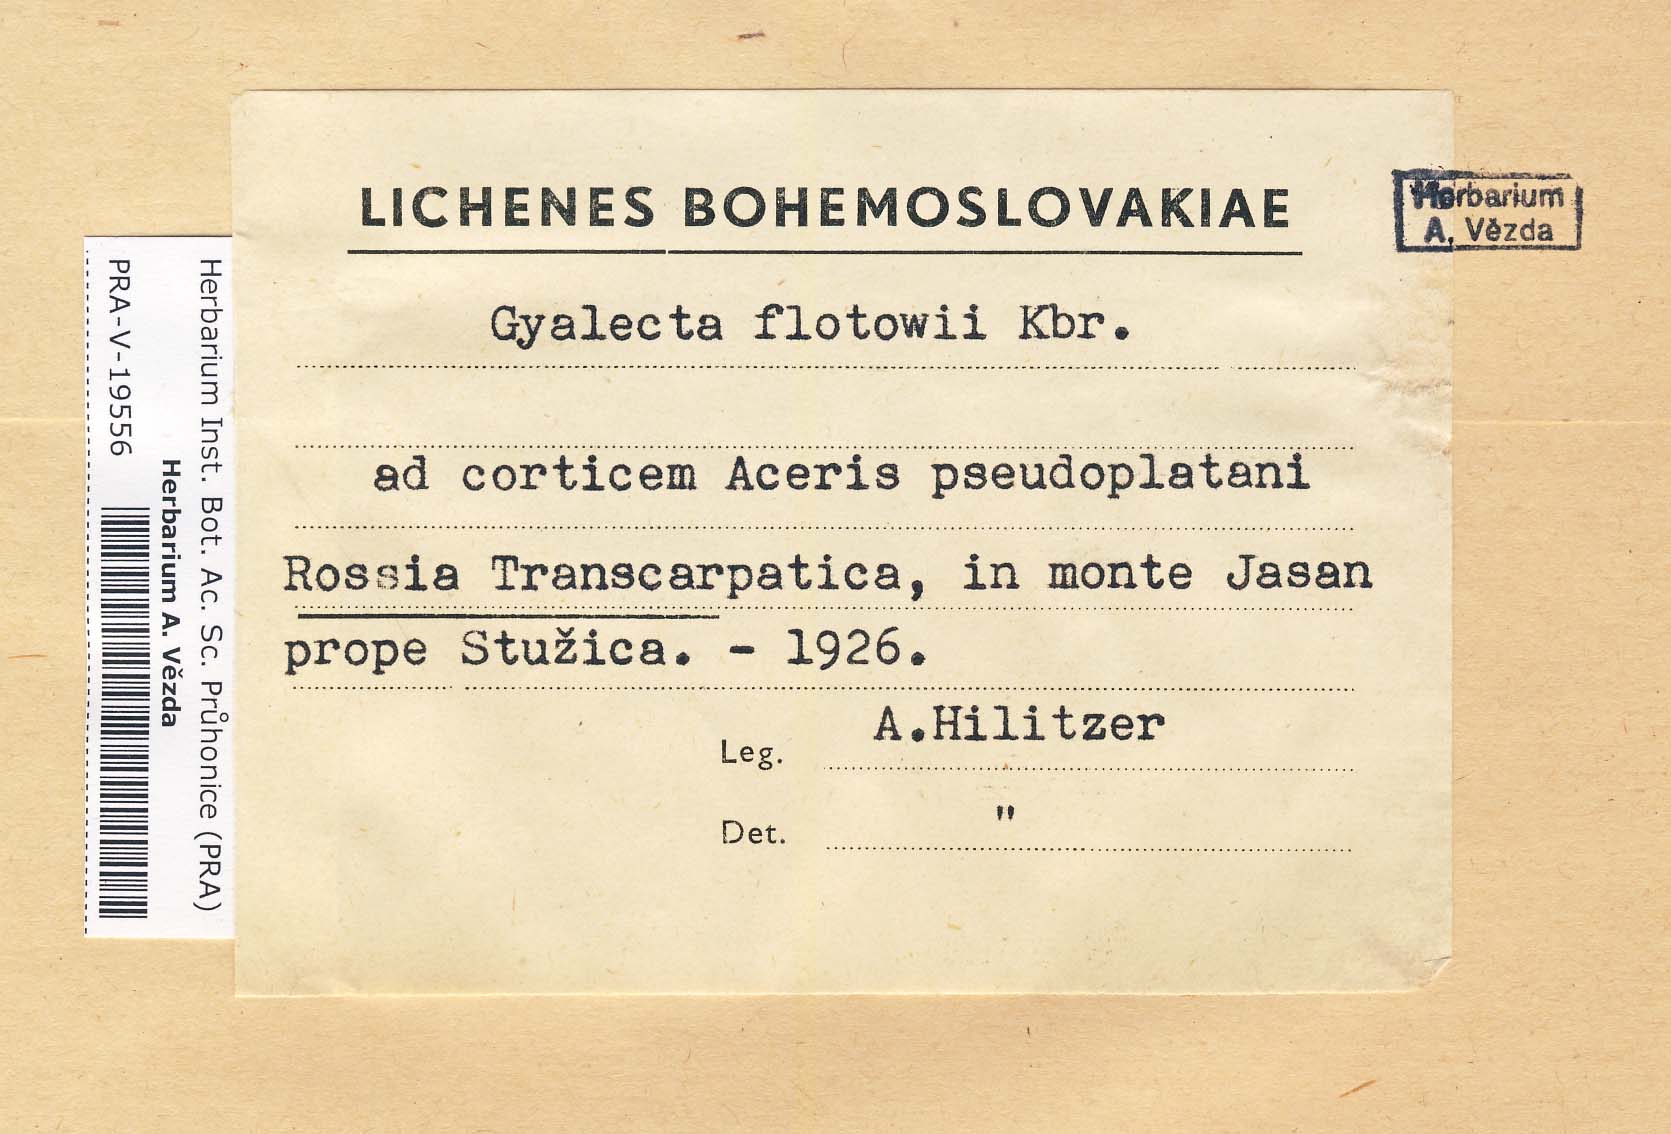 LICHENES BOHEMOSLOVAKIAE
Herbarium
A. Vězda
Gyalecta flotowii Kbr.
ad corticem Aceris pseudoplatani
Rossia Transcarpatica, in monte Jasan
prope Stužica. - 1926.
Leg. A.Hilitzer
Det. "
Herbarium Inst. Bot. Ac. Sc. Průhonice (PRA)
Herbarium A. Vězda
PRA-V-19556